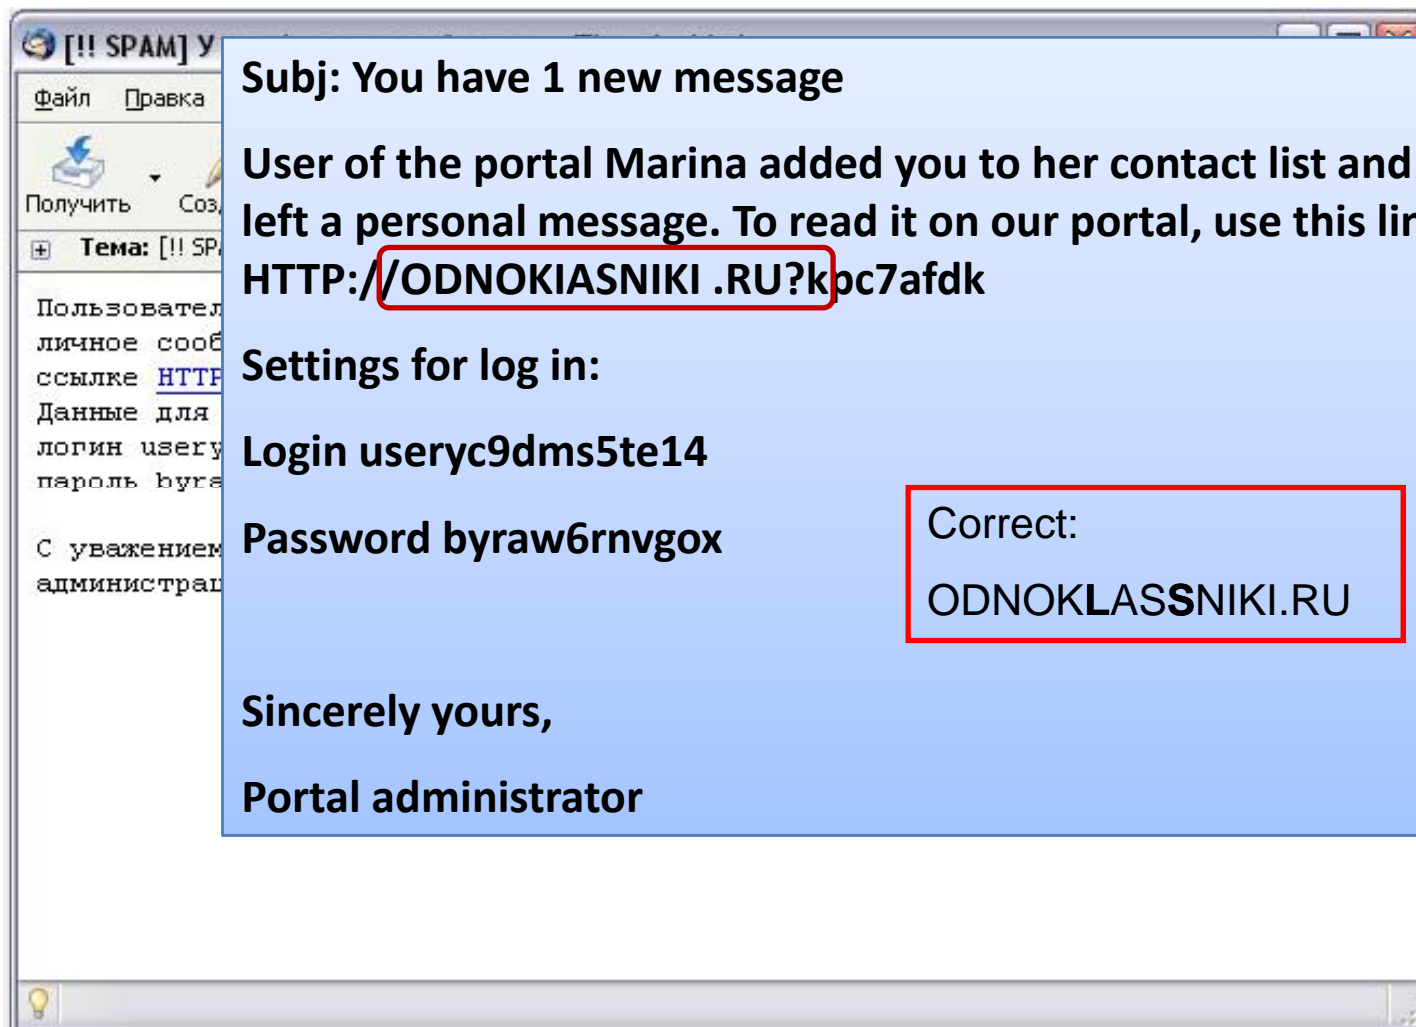 [!! SPAM] У
Файл Правка
Получить Соз
Тема: [!! SPA
Пользовател
личное сооб
ссылке HTTP
Данные для
логин usery
пароль byra
С уважением
администрац
Subj: You have 1 new message
User of the portal Marina added you to her contact list and
left a personal message. To read it on our portal, use this lin
HTTP://ODNOKIASNIKI .RU?kpc7afdk
Settings for log in:
Login useryc9dms5te14
Password byraw6rnvgox
Correct:
ODNOKLASSNIKI.RU
Sincerely yours,
Portal administrator